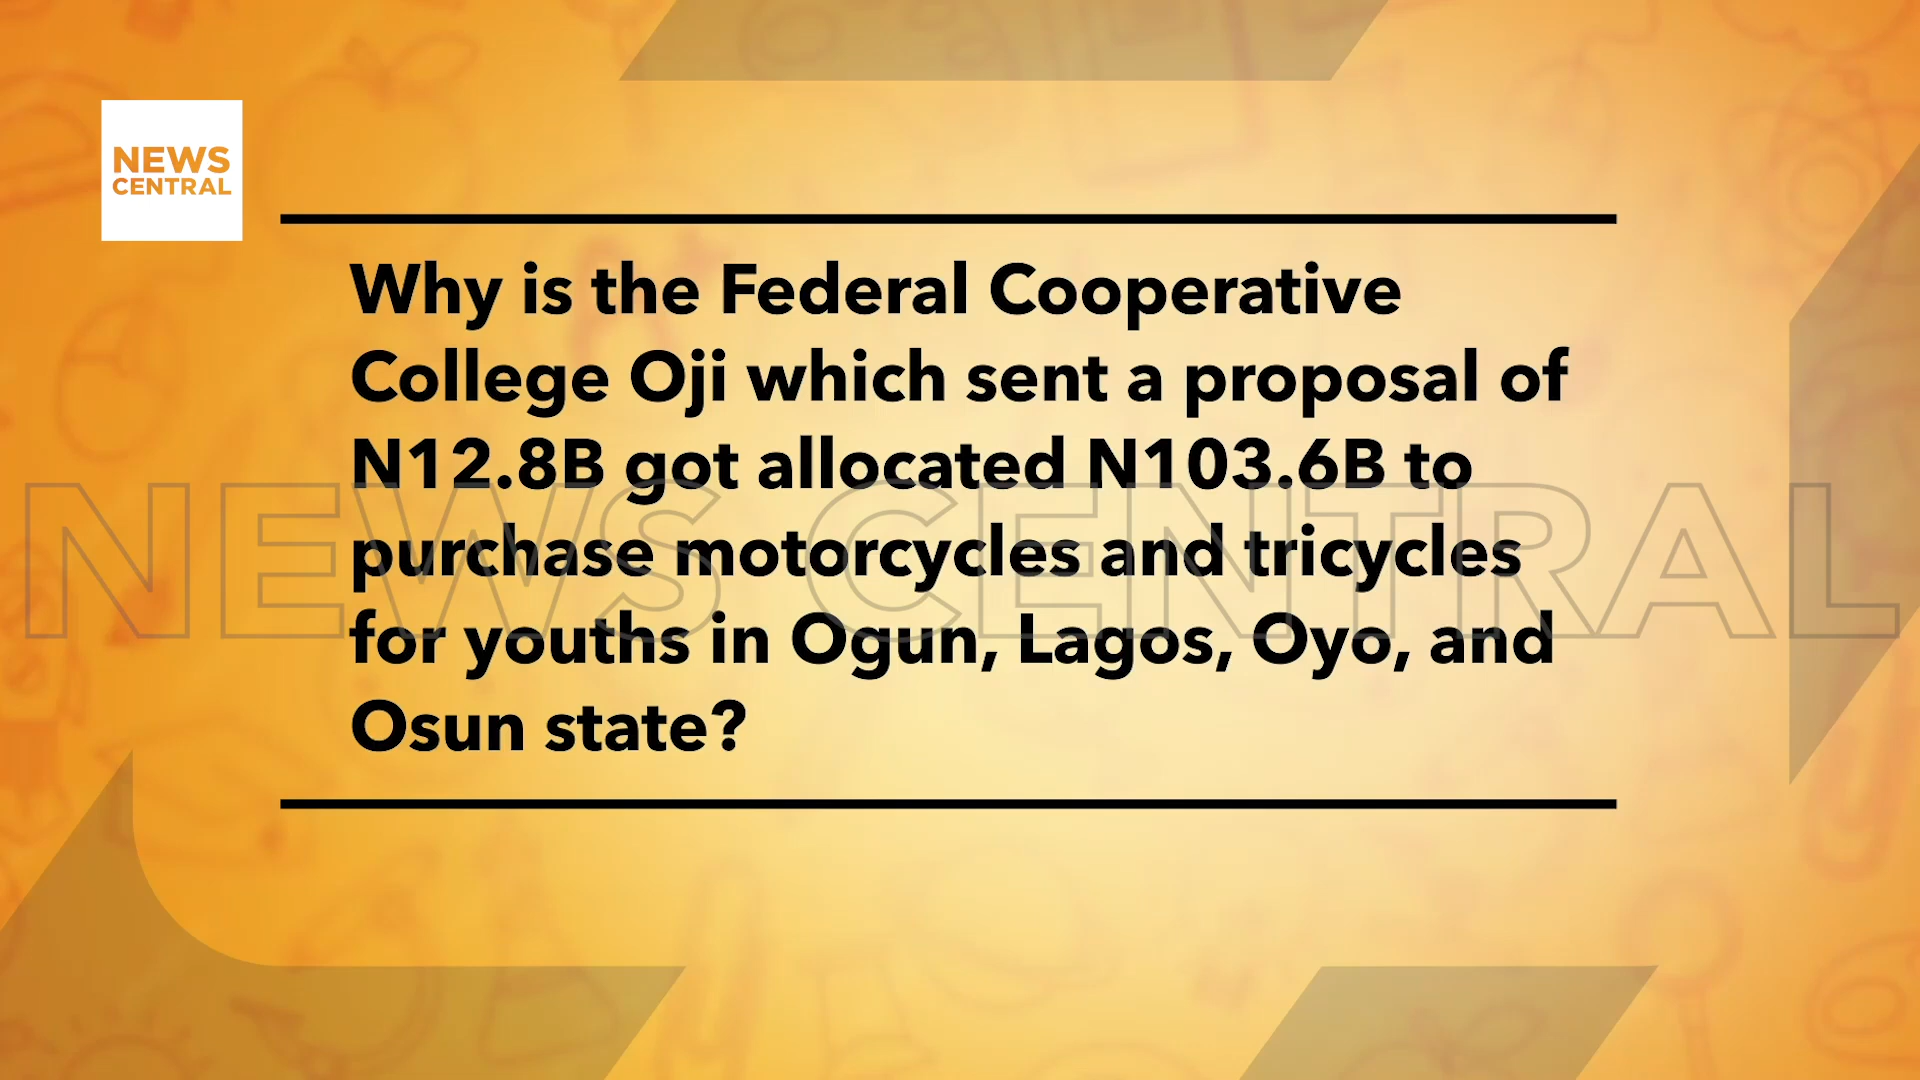 NEWS
CENTRAL
Why is the Federal Cooperative
College Oji which sent a proposal of
N12.8B got allocated N103.6B to
purchase motorcycles and tricycles
for youths in Ogun, Lagos, Oyo, and
Osun state?
NEWS CENTRAL